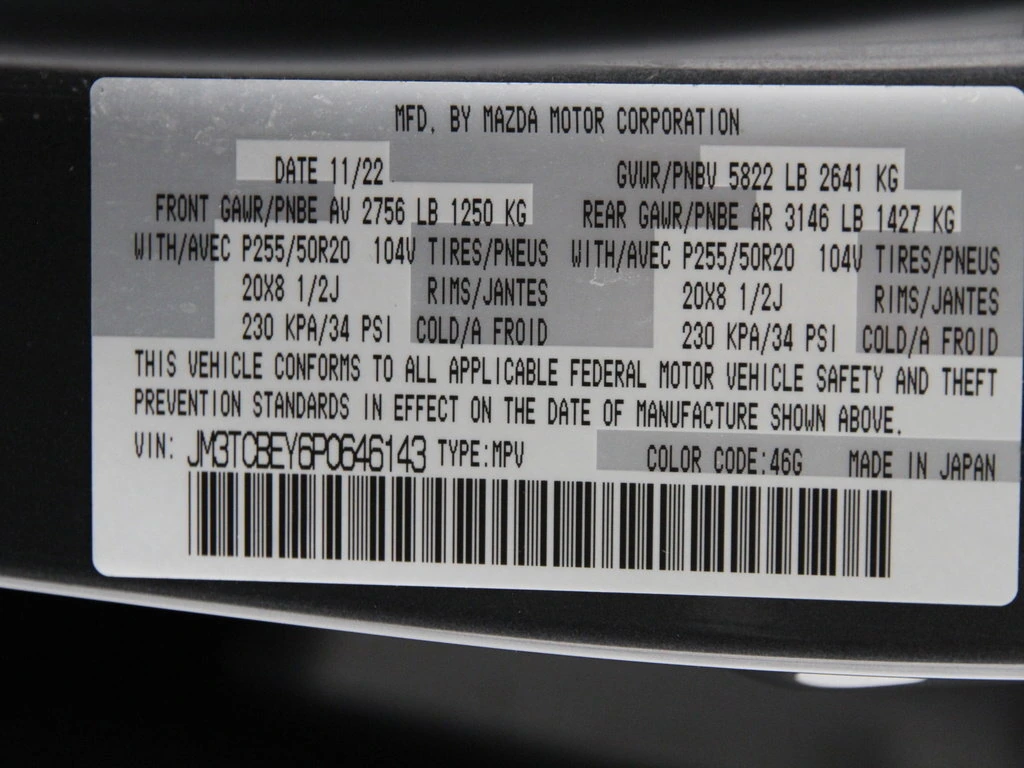 MFD. BY MAZDA MOTOR CORPORATION
DATE 11/22 GVWR/PNBV 5822 LB 2641 KG
FRONT GAWR/PNBE AV 2756 LB 1250 KG REAR GAWR/PNBE AR 3146 LB 1427 KG
WITH/AVEC P255/50R20 104V TIRES/PNEUS WITH/AVEC P255/50R20 104V TIRES/PNEUS
20X8 1/2J RIMS/JANTES 20X8 1/2J RIMS/JANTES
230 KPA/34 PSI COLD/A FROID 230 KPA/34 PSI COLD/A FROID
THIS VEHICLE CONFORMS TO ALL APPLICABLE FEDERAL MOTOR VEHICLE SAFETY AND THEFT
PREVENTION STANDARDS IN EFFECT ON THE DATE OF MANUFACTURE SHOWN ABOVE.
VIN: JM3TCBEY6P0646143 TYPE:MPV COLOR CODE:46G MADE IN JAPAN